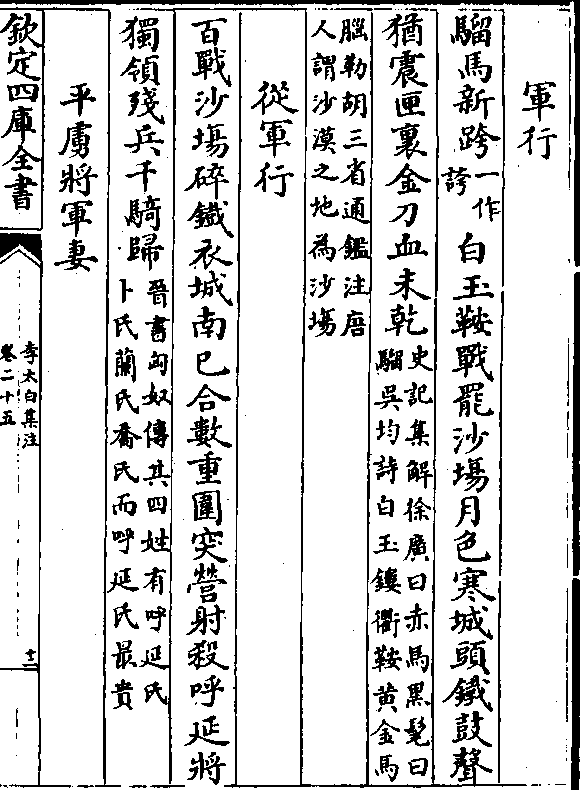 軍行
騮馬新跨一作誇白玉鞍戰罷沙塲月色寒城頭鐵鼓聲
猶震匣裏金刀血未乾史記集解徐廣曰赤馬黒髦曰騮吳均詩白玉鏤衢鞍黄金馬
腦勒胡三省通鑑注唐人謂沙漠之地為沙塲
從軍行
百戰沙塲碎鐵衣城南已合數重圍突營射殺呼延將
獨領殘兵千騎歸晉書匈奴傳其四姓有呼延氏卜氏蘭氏喬氏而呼延氏最貴
平虜將軍妻
欽定四庫全書
李太白集注
卷二十五
十二